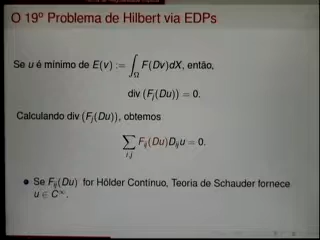 O 19º Problema de Hilbert via EDPs
Se u é mínimo de E(v) := ∫_Ω F(Dv)dX, então,
div (F_j(Du)) = 0.
Calculando div (F_j(Du)), obtemos
∑_{i,j} F_{ij}(Du)D_{ij}u = 0.
Se F_{ij}(Du) for Hölder Contínuo, Teoria de Schauder fornece
u ∈ C^∞.